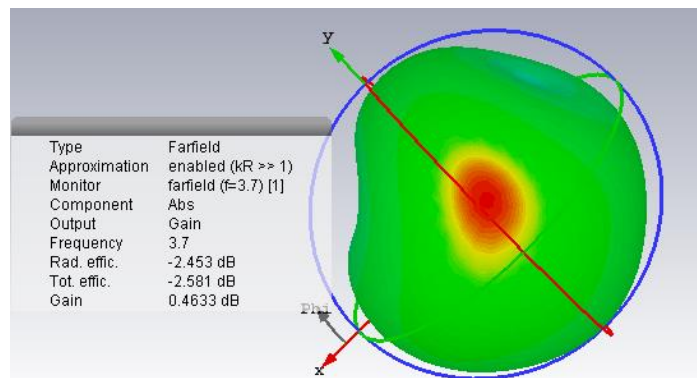 y
Type Farfield
Approximation enabled (kR >> 1)
Monitor farfield (f=3.7) [1]
Component Abs
Output Gain
Frequency 3.7
Rad. effic. -2.453 dB
Tot. effic. -2.581 dB
Gain 0.4633 dB
Phi
x